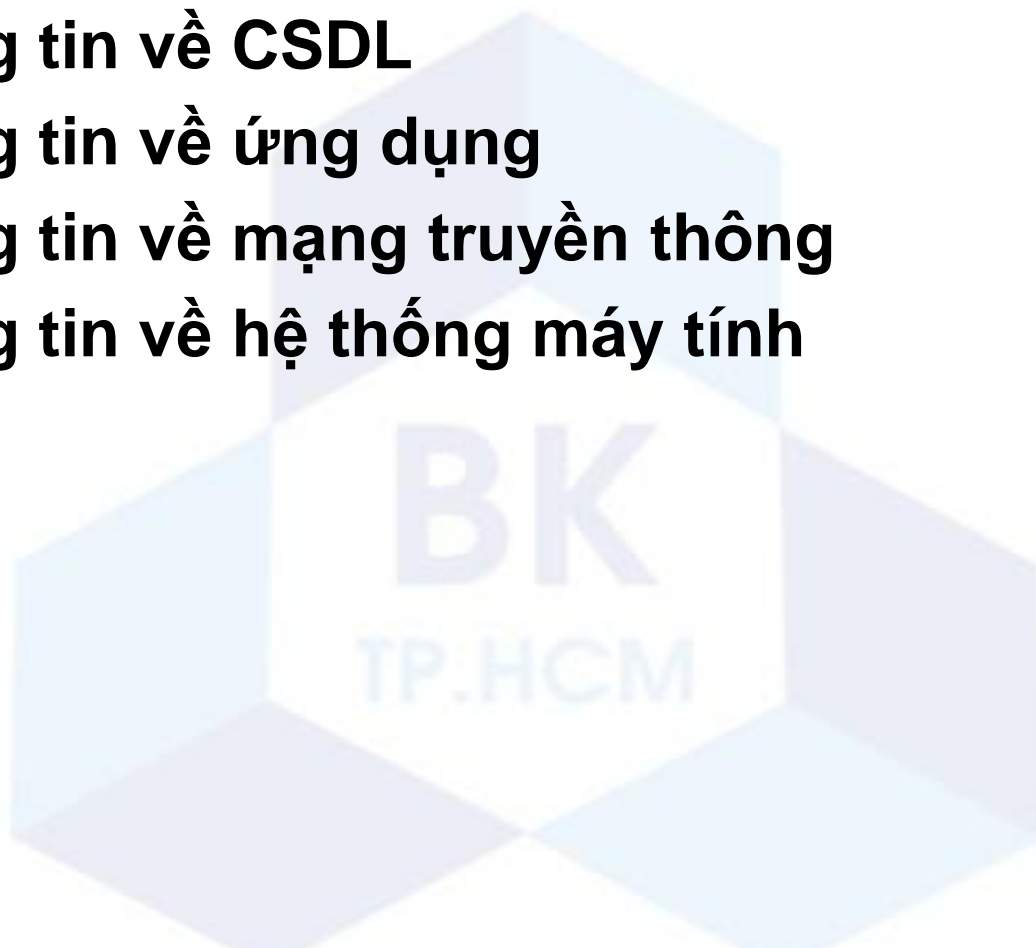 g tin về CSDL
g tin về ứng dụng
g tin về mạng truyền thông
g tin về hệ thống máy tính
BK
TP.HCM